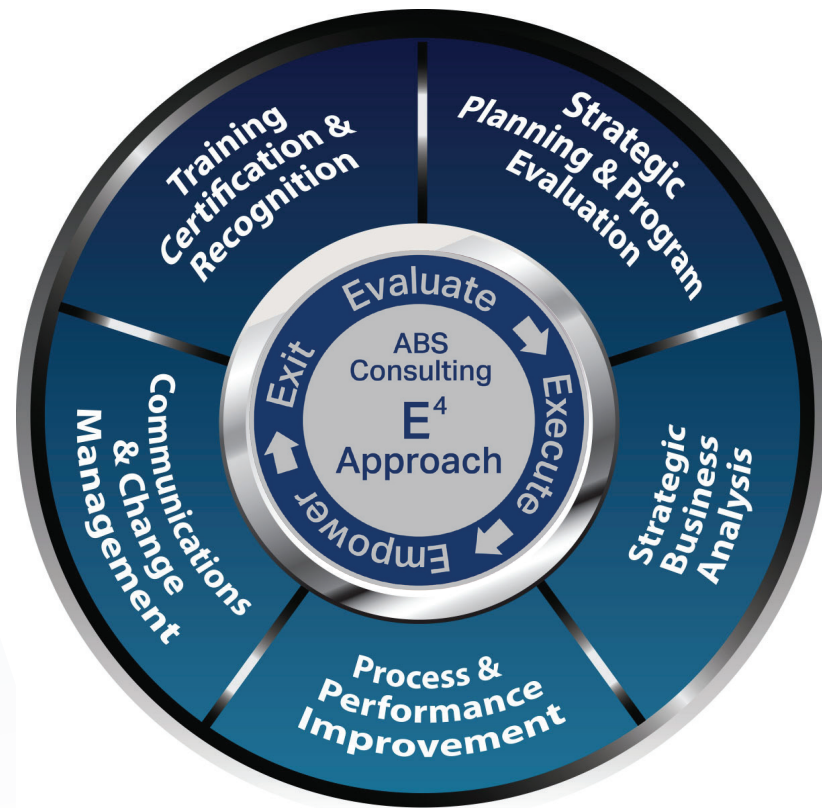 Training
Certification &
Recognition
Strategic
Planning & Program
Evaluation
Strategic
Business
Analysis
Process &
Performance
Improvement
Communications
& Change
Management
Evaluate
Execute
Empower
Exit
ABS
Consulting
E⁴
Approach